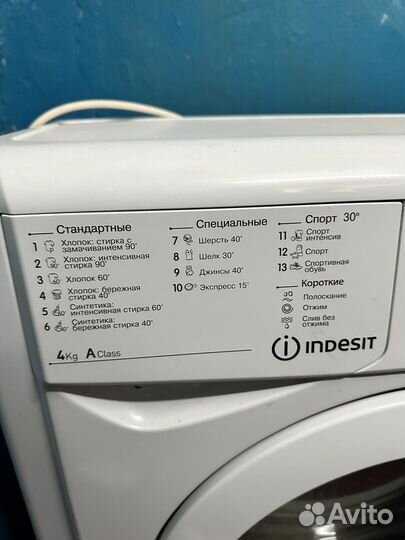 Стандартные
1 Хлопок: стирка с
замачиванием 90°
2 Хлопок: интенсивная
стирка 90°
3 Хлопок 60°
4 Хлопок: бережная
стирка 40°
5 Синтетика:
интенсивная стирка 60°
6 Синтетика:
бережная стирка 40°
4Kg A Class
Специальные
7 Шерсть 40°
8 Шелк 30°
9 Джинсы 40°
10 Экспресс 15'
Спорт 30°
11 Спорт
интенсив
12 Спорт
13 Спортивная
обувь
Короткие
Полоскание
Отжим
Слив без
отжима
INDESIT
Avito